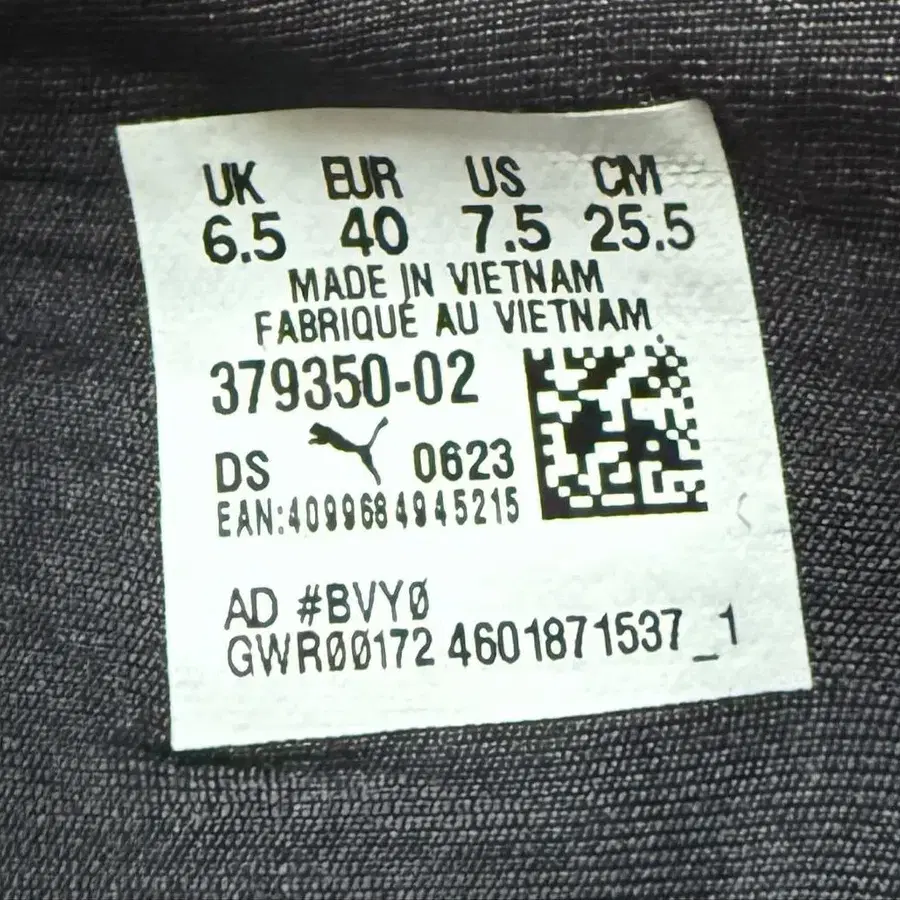 UK EUR US CM
6.5 40 7.5 25.5
MADE IN VIETNAM
FABRIQUÉ AU VIETNAM
379350-02
DS 0623
EAN:4099684945215
AD #BVY0
GWR00172 4601871537_1